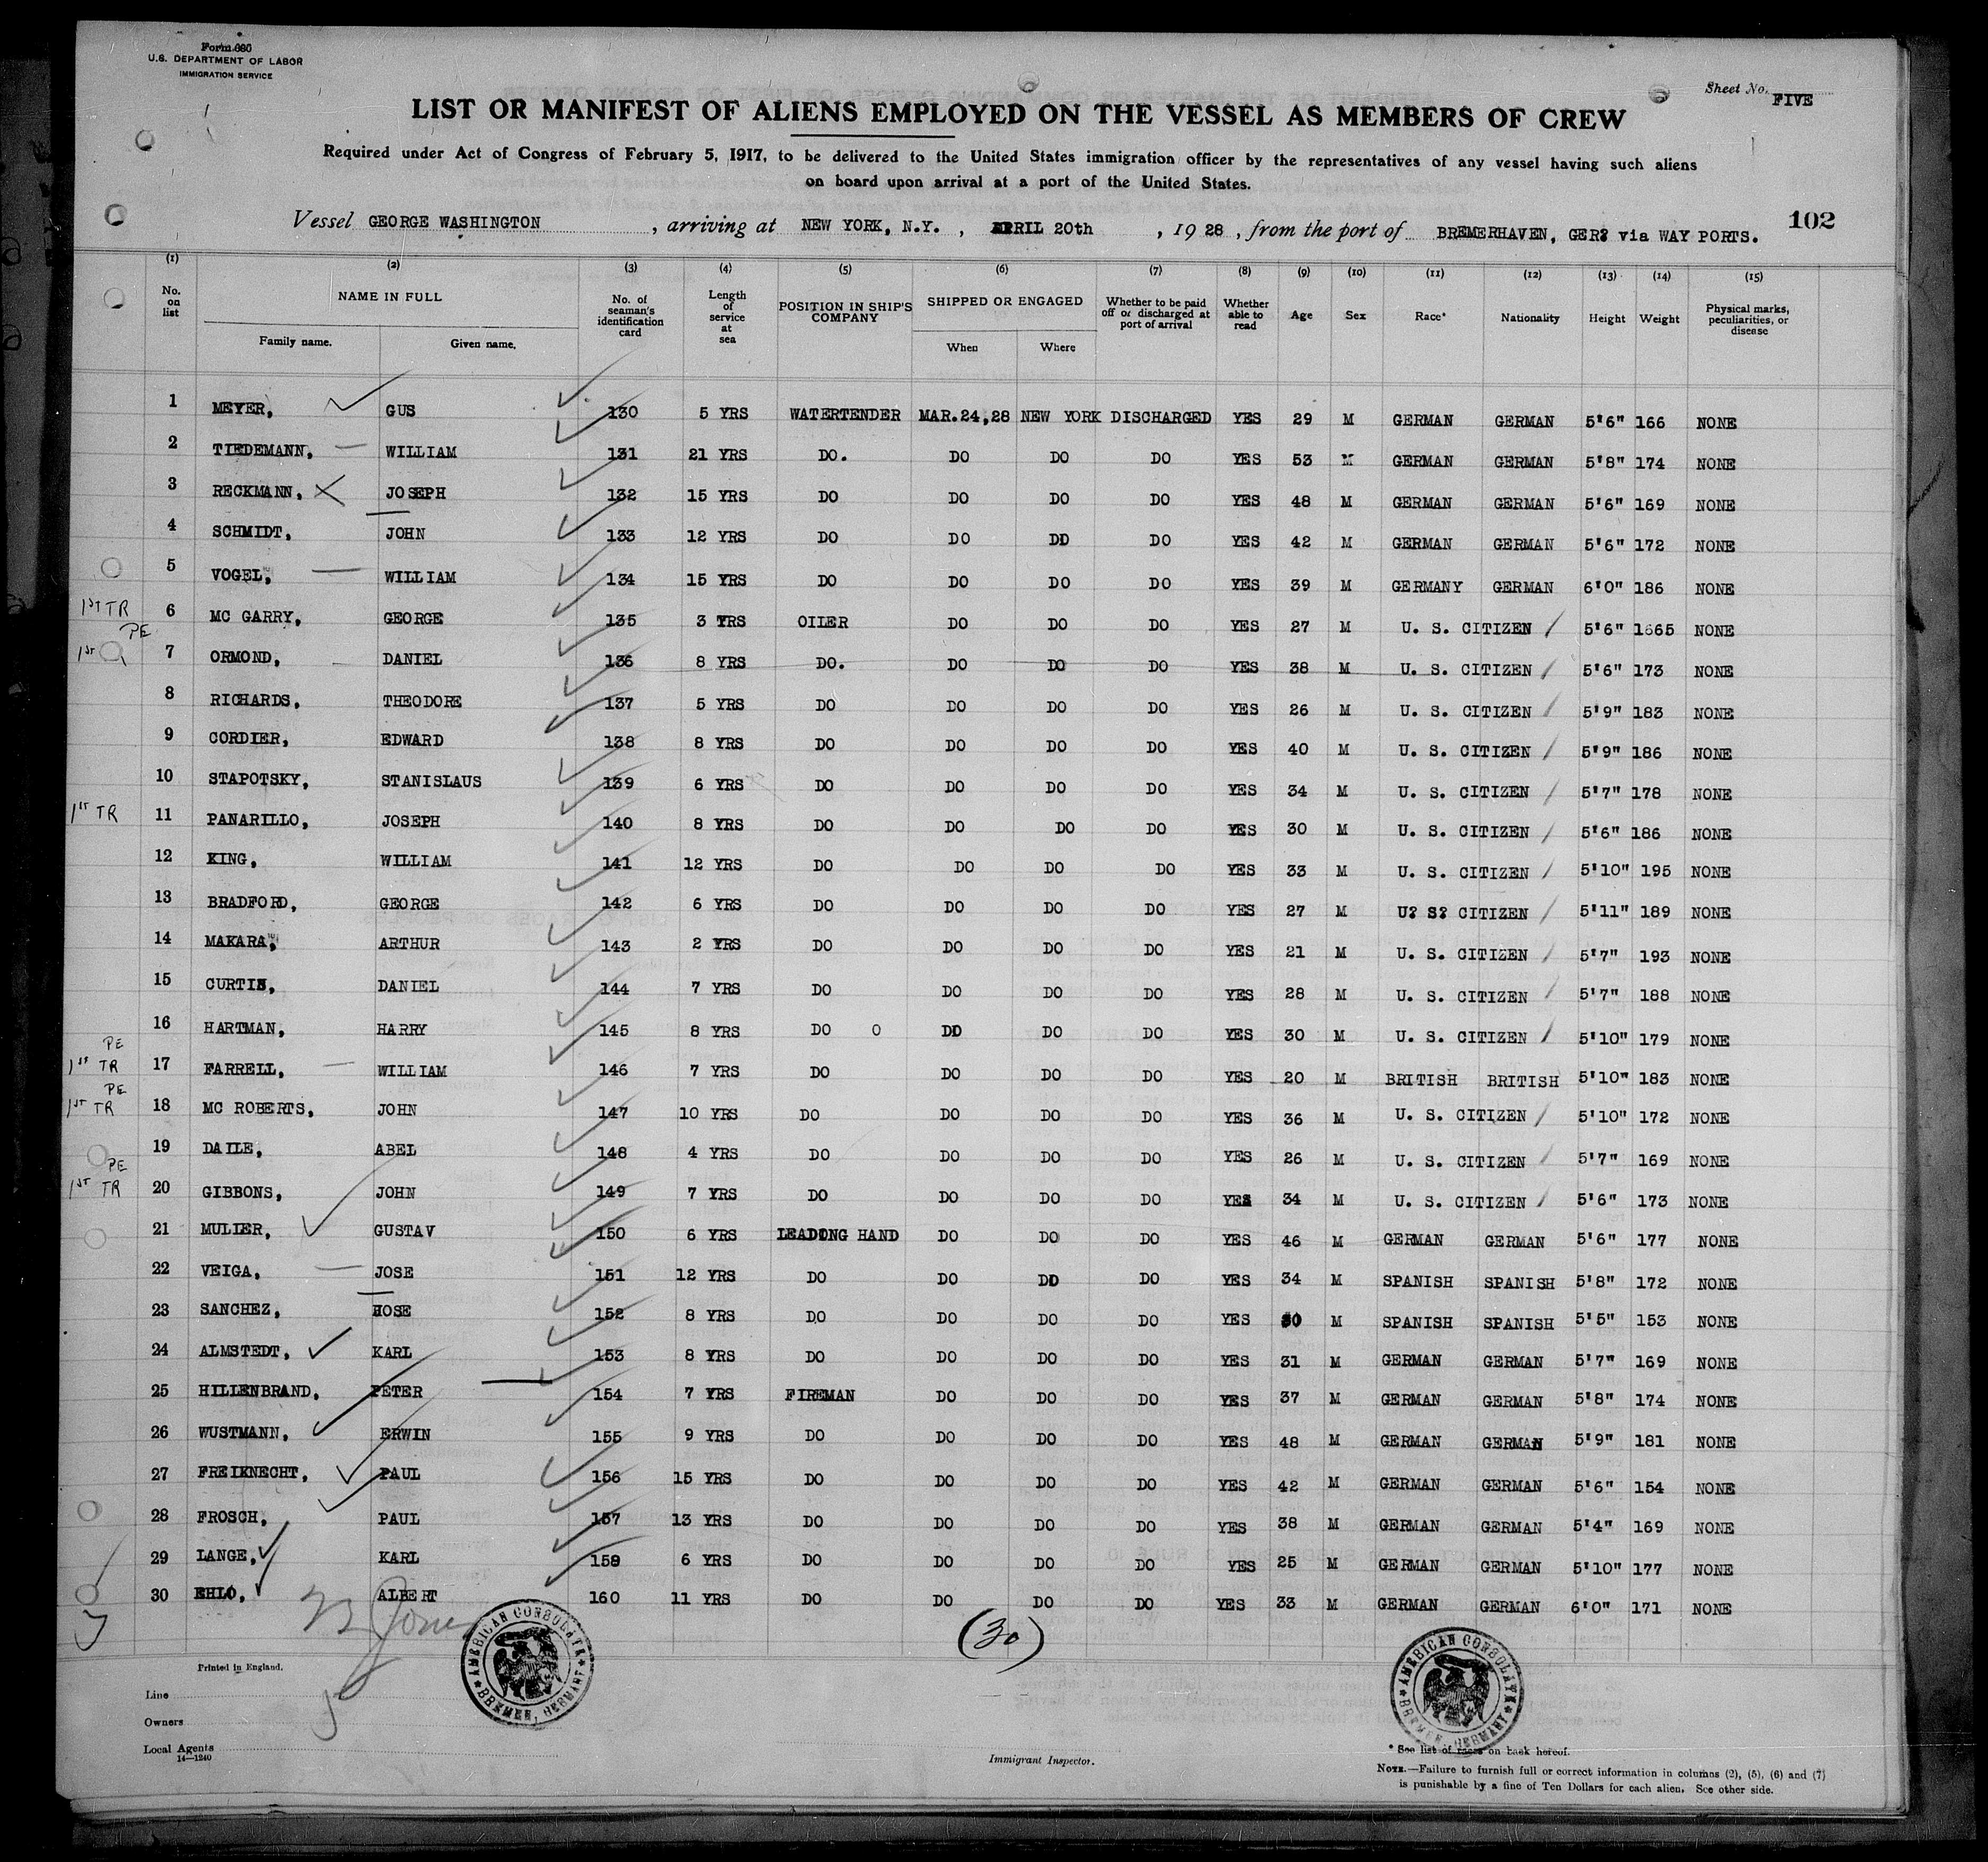 Form 680
U.S. DEPARTMENT OF LABOR
IMMIGRATION SERVICE
Sheet No. FIVE
LIST OR MANIFEST OF ALIENS EMPLOYED ON THE VESSEL AS MEMBERS OF CREW
Required under Act of Congress of February 5, 1917, to be delivered to the United States immigration officer by the representatives of any vessel having such aliens
on board upon arrival at a port of the United States.
Vessel GEORGE WASHINGTON, arriving at NEW YORK, N.Y., APRIL 20th, 1928, from the port of BREMERHAVEN, GER? via WAY PORTS. 102
(1) (2) (3) (4) (5) (6) (7) (8) (9) (10) (11) (12) (13) (14) (15)
No. on list NAME IN FULL Family name. Given name. No. of seaman's identification card Length of service at sea POSITION IN SHIP'S COMPANY SHIPPED OR ENGAGED When Where Whether to be paid off or discharged at port of arrival Whether able to read Age Sex Race* Nationality Height Weight Physical marks, peculiarities, or disease
1 MEYER, GUS 130 5 YRS WATERTENDER MAR.24,28 NEW YORK DISCHARGED YES 29 M GERMAN GERMAN 5'6" 166 NONE
2 TIEDEMANN, WILLIAM 131 21 YRS DO. DO DO DO YES 53 M GERMAN GERMAN 5'8" 174 NONE
3 RECKMANN, JOSEPH 132 15 YRS DO DO DO DO YES 48 M GERMAN GERMAN 5'6" 169 NONE
4 SCHMIDT, JOHN 133 12 YRS DO DO DD DO YES 42 M GERMAN GERMAN 5'6" 172 NONE
5 VOGEL, WILLIAM 134 15 YRS DO DO DO DO YES 39 M GERMANY GERMAN 6'0" 186 NONE
1ST TR 6 MC GARRY, GEORGE 135 3 YRS OILER DO DO DO YES 27 M U. S. CITIZEN 5'6" 1665 NONE
PE
1ST 7 ORMOND, DANIEL 136 8 YRS DO. DO DO DO YES 38 M U. S. CITIZEN 5'6" 173 NONE
8 RICHARDS, THEODORE 137 5 YRS DO DO DO DO YES 26 M U. S. CITIZEN 5'9" 183 NONE
9 CORDIER, EDWARD 138 8 YRS DO DO DO DO YES 40 M U. S. CITIZEN 5'9" 186 NONE
10 STAPOTSKY, STANISLAUS 139 6 YRS DO DO DO DO YES 34 M U. S. CITIZEN 5'7" 178 NONE
1ST TR 11 PANARILLO, JOSEPH 140 8 YRS DO DO DO DO YES 30 M U. S. CITIZEN 5'6" 186 NONE
12 KING, WILLIAM 141 12 YRS DO DO DO DO YES 33 M U. S. CITIZEN 5'10" 195 NONE
13 BRADFORD, GEORGE 142 6 YRS DO DO DO DO YES 27 M U? S? CITIZEN 5'11" 189 NONE
14 MAKARA, ARTHUR 143 2 YRS DO DO DO DO YES 21 M U. S. CITIZEN 5'7" 193 NONE
15 CURTIS, DANIEL 144 7 YRS DO DO DO DO YES 28 M U. S. CITIZEN 5'7" 188 NONE
16 HARTMAN, HARRY 145 8 YRS DO O DD DO DO YES 30 M U. S. CITIZEN 5'10" 179 NONE
PE
1ST TR 17 FARRELL, WILLIAM 146 7 YRS DO DO DO DO YES 20 M BRITISH BRITISH 5'10" 183 NONE
PE
1ST TR 18 MC ROBERTS, JOHN 147 10 YRS DO DO DO DO YES 36 M U. S. CITIZEN 5'10" 172 NONE
19 DAILE, ABEL 148 4 YRS DO DO DO DO YES 26 M U. S. CITIZEN 5'7" 169 NONE
PE
1ST TR 20 GIBBONS, JOHN 149 7 YRS DO DO DO DO YES 34 M U. S. CITIZEN 5'6" 173 NONE
21 MULIER, GUSTAV 150 6 YRS LEADING HAND DO DO DO YES 46 M GERMAN GERMAN 5'6" 177 NONE
22 VEIGA, JOSE 151 12 YRS DO DO DD DO YES 34 M SPANISH SPANISH 5'8" 172 NONE
23 SANCHEZ, HOSE 152 8 YRS DO DO DO DO YES 30 M SPANISH SPANISH 5'5" 153 NONE
24 ALMSTEDT, KARL 153 8 YRS DO DO DO DO YES 31 M GERMAN GERMAN 5'7" 169 NONE
25 HILLENBRAND, PETER 154 7 YRS FIREMAN DO DO DO YES 37 M GERMAN GERMAN 5'8" 174 NONE
26 WUSTMANN, ERWIN 155 9 YRS DO DO DO DO YES 48 M GERMAN GERMAN 5'9" 181 NONE
27 FREIKNECHT, PAUL 156 15 YRS DO DO DO DO YES 42 M GERMAN GERMAN 5'6" 154 NONE
28 FROSCH, PAUL 157 13 YRS DO DO DO DO YES 38 M GERMAN GERMAN 5'4" 169 NONE
29 LANGE, KARL 159 6 YRS DO DO DO DO YES 25 M GERMAN GERMAN 5'10" 177 NONE
30 EHLO, ALBERT 160 11 YRS DO DO DO DO YES 33 M GERMAN GERMAN 6'0" 171 NONE
(30)
AMERICAN CONSULATE BREMEN, GERMANY
AMERICAN CONSULATE BREMEN, GERMANY
Printed in England.
Line
Owners
Local Agents
14—1240
Immigrant Inspector.
* See list of races on back hereof.
NOTE.—Failure to furnish full or correct information in columns (2), (5), (6) and (7)
is punishable by a fine of Ten Dollars for each alien. See other side.